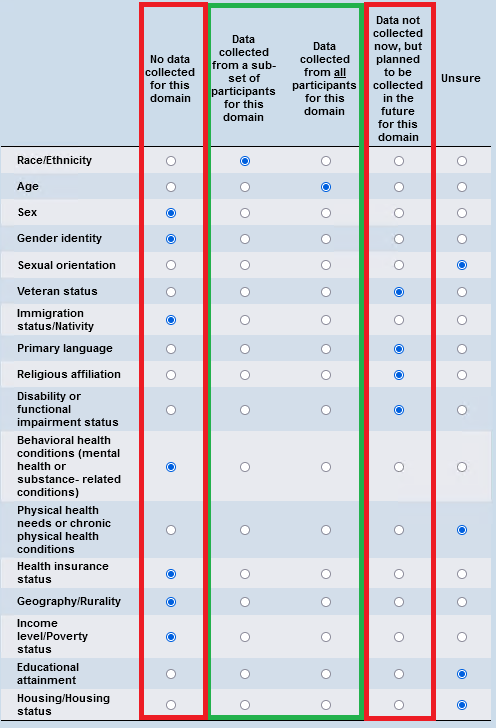 No data
collected
for this
domain
Data
collected
from a sub-
set of
participants
for this
domain
Data
collected
from all
participants
for this
domain
Data not
collected
now, but
planned
to be
collected
in the
future
for this
domain
Unsure
Race/Ethnicity
Age
Sex
Gender identity
Sexual orientation
Veteran status
Immigration
status/Nativity
Primary language
Religious affiliation
Disability or
functional
impairment status
Behavioral health
conditions (mental
health or
substance- related
conditions)
Physical health
needs or chronic
physical health
conditions
Health insurance
status
Geography/Rurality
Income
level/Poverty
status
Educational
attainment
Housing/Housing
status